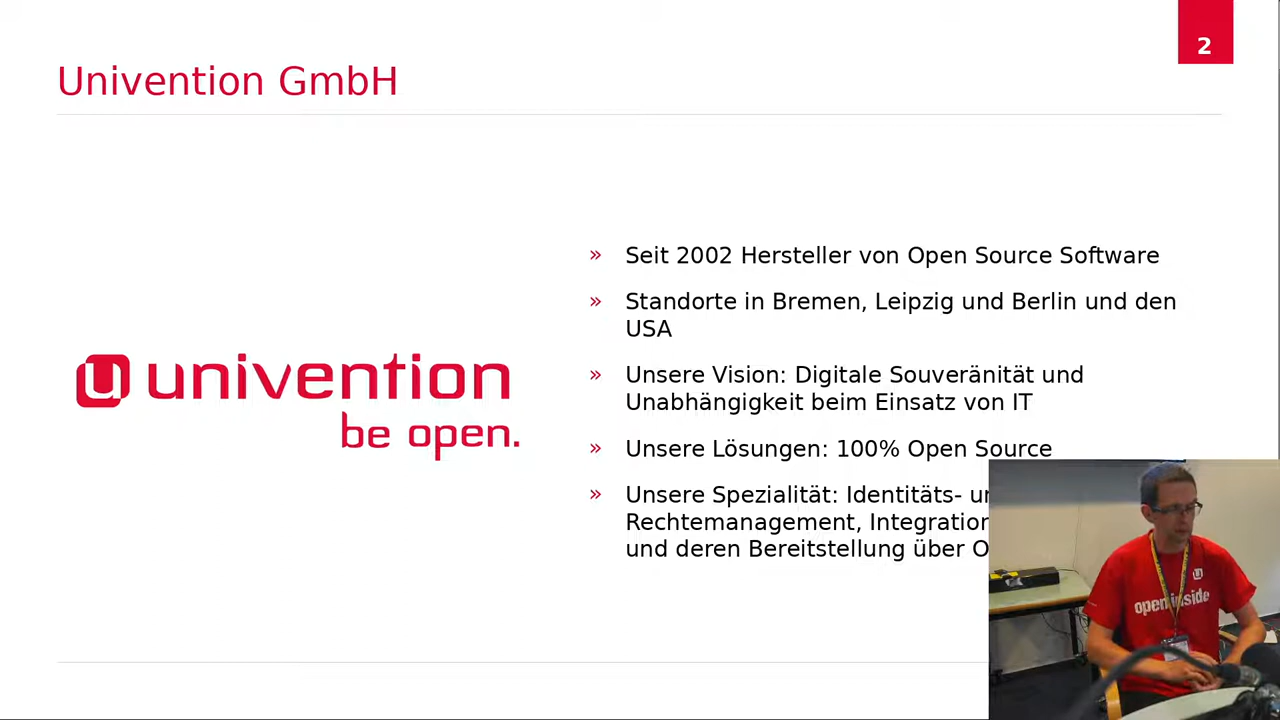 2
Univention GmbH
» Seit 2002 Hersteller von Open Source Software
» Standorte in Bremen, Leipzig und Berlin und den
USA
» Unsere Vision: Digitale Souveränität und
Unabhängigkeit beim Einsatz von IT
» Unsere Lösungen: 100% Open Source
» Unsere Spezialität: Identitäts-
Rechtemanagement, Integration
und deren Bereitstellung über
u univention
be open.
u
open inside